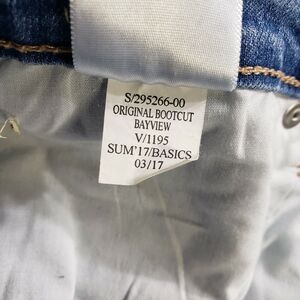 S/295266-00
ORIGINAL BOOTCUT
BAYVIEW
V/1195
SUM'17/BASICS
03/17